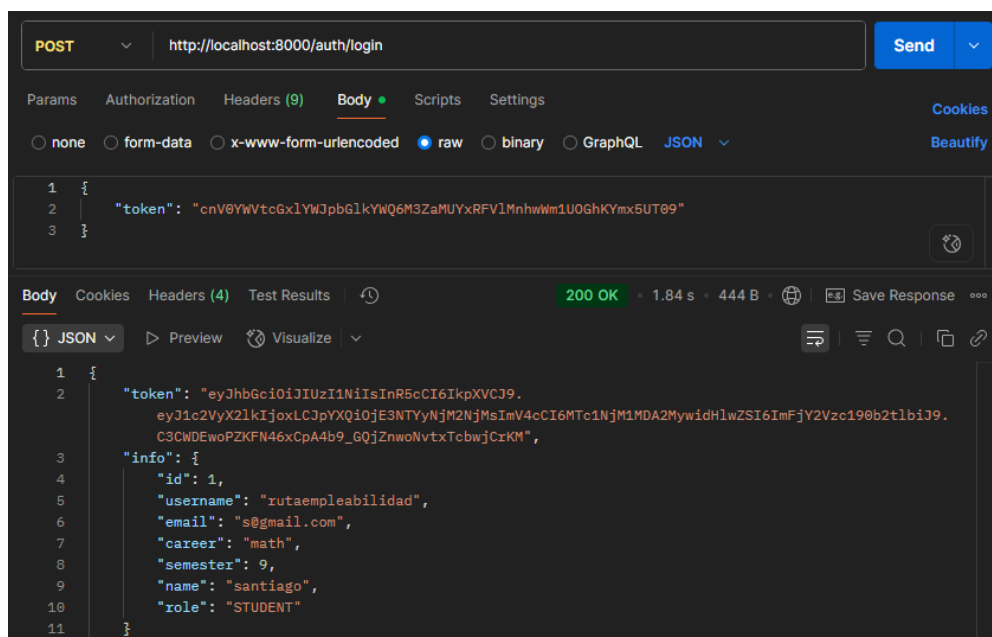 POST http://localhost:8000/auth/login Send
Params Authorization Headers (9) Body Scripts Settings Cookies
none form-data x-www-form-urlencoded raw binary GraphQL JSON Beautify
1 {
2 "token": "cnV0YWVtcGxlYWJpbGlkYWQ6M3ZaMUYxRFVlMnhwWm1UOGhKYmx5UT09"
3 }
Body Cookies Headers (4) Test Results 200 OK • 1.84 s • 444 B • e.g. Save Response
{} JSON Preview Visualize
1 {
2 "token": "eyJhbGciOiJIUzI1NiIsInR5cCI6IkpXVCJ9.
eyJ1c2VyX2lkIjoxLCJpYXQiOjE3NTYyNjM2NjMsImV4cCI6MTc1NjM1MDA2MywidHlwZSI6ImFjY2Vzc190b2tlbiJ9.
C3CWDEwoPZKFN46xCpA4b9_GQjZnwoNvtxTcbwjCrKM",
3 "info": {
4 "id": 1,
5 "username": "rutaempleabilidad",
6 "email": "s@gmail.com",
7 "career": "math",
8 "semester": 9,
9 "name": "santiago",
10 "role": "STUDENT"
11 }